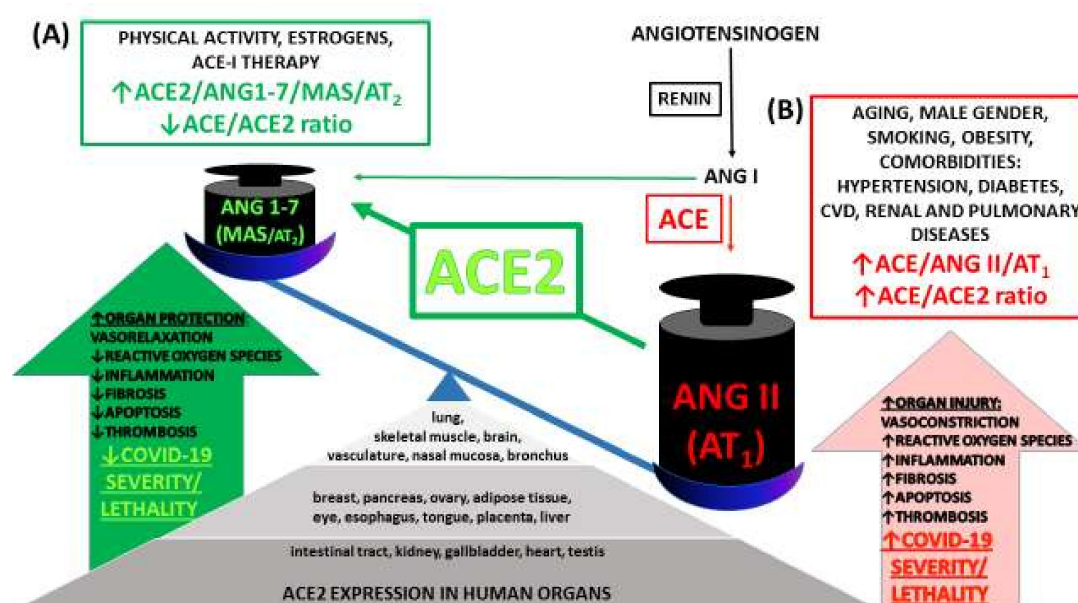 (A)
PHYSICAL ACTIVITY, ESTROGENS,
ACE-I THERAPY
↑ACE2/ANG1-7/MAS/AT₂
↓ACE/ACE2 ratio
ANGIOTENSINOGEN
RENIN
ANG I
ACE
(B)
AGING, MALE GENDER,
SMOKING, OBESITY,
COMORBIDITIES:
HYPERTENSION, DIABETES,
CVD, RENAL AND PULMONARY
DISEASES
↑ACE/ANG II/AT₁
↑ACE/ACE2 ratio
ANG 1-7
(MAS/AT₂)
ACE2
ANG II
(AT₁)
↑ORGAN PROTECTION:
VASORELAXATION
↓REACTIVE OXYGEN SPECIES
↓INFLAMMATION
↓FIBROSIS
↓APOPTOSIS
↓THROMBOSIS
↓COVID-19
SEVERITY/
LETHALITY
lung,
skeletal muscle, brain,
vasculature, nasal mucosa, bronchus
breast, pancreas, ovary, adipose tissue,
eye, esophagus, tongue, placenta, liver
intestinal tract, kidney, gallbladder, heart, testis
ACE2 EXPRESSION IN HUMAN ORGANS
↑ORGAN INJURY:
VASOCONSTRICTION
↑REACTIVE OXYGEN SPECIES
↑INFLAMMATION
↑FIBROSIS
↑APOPTOSIS
↑THROMBOSIS
↑COVID-19
SEVERITY/
LETHALITY